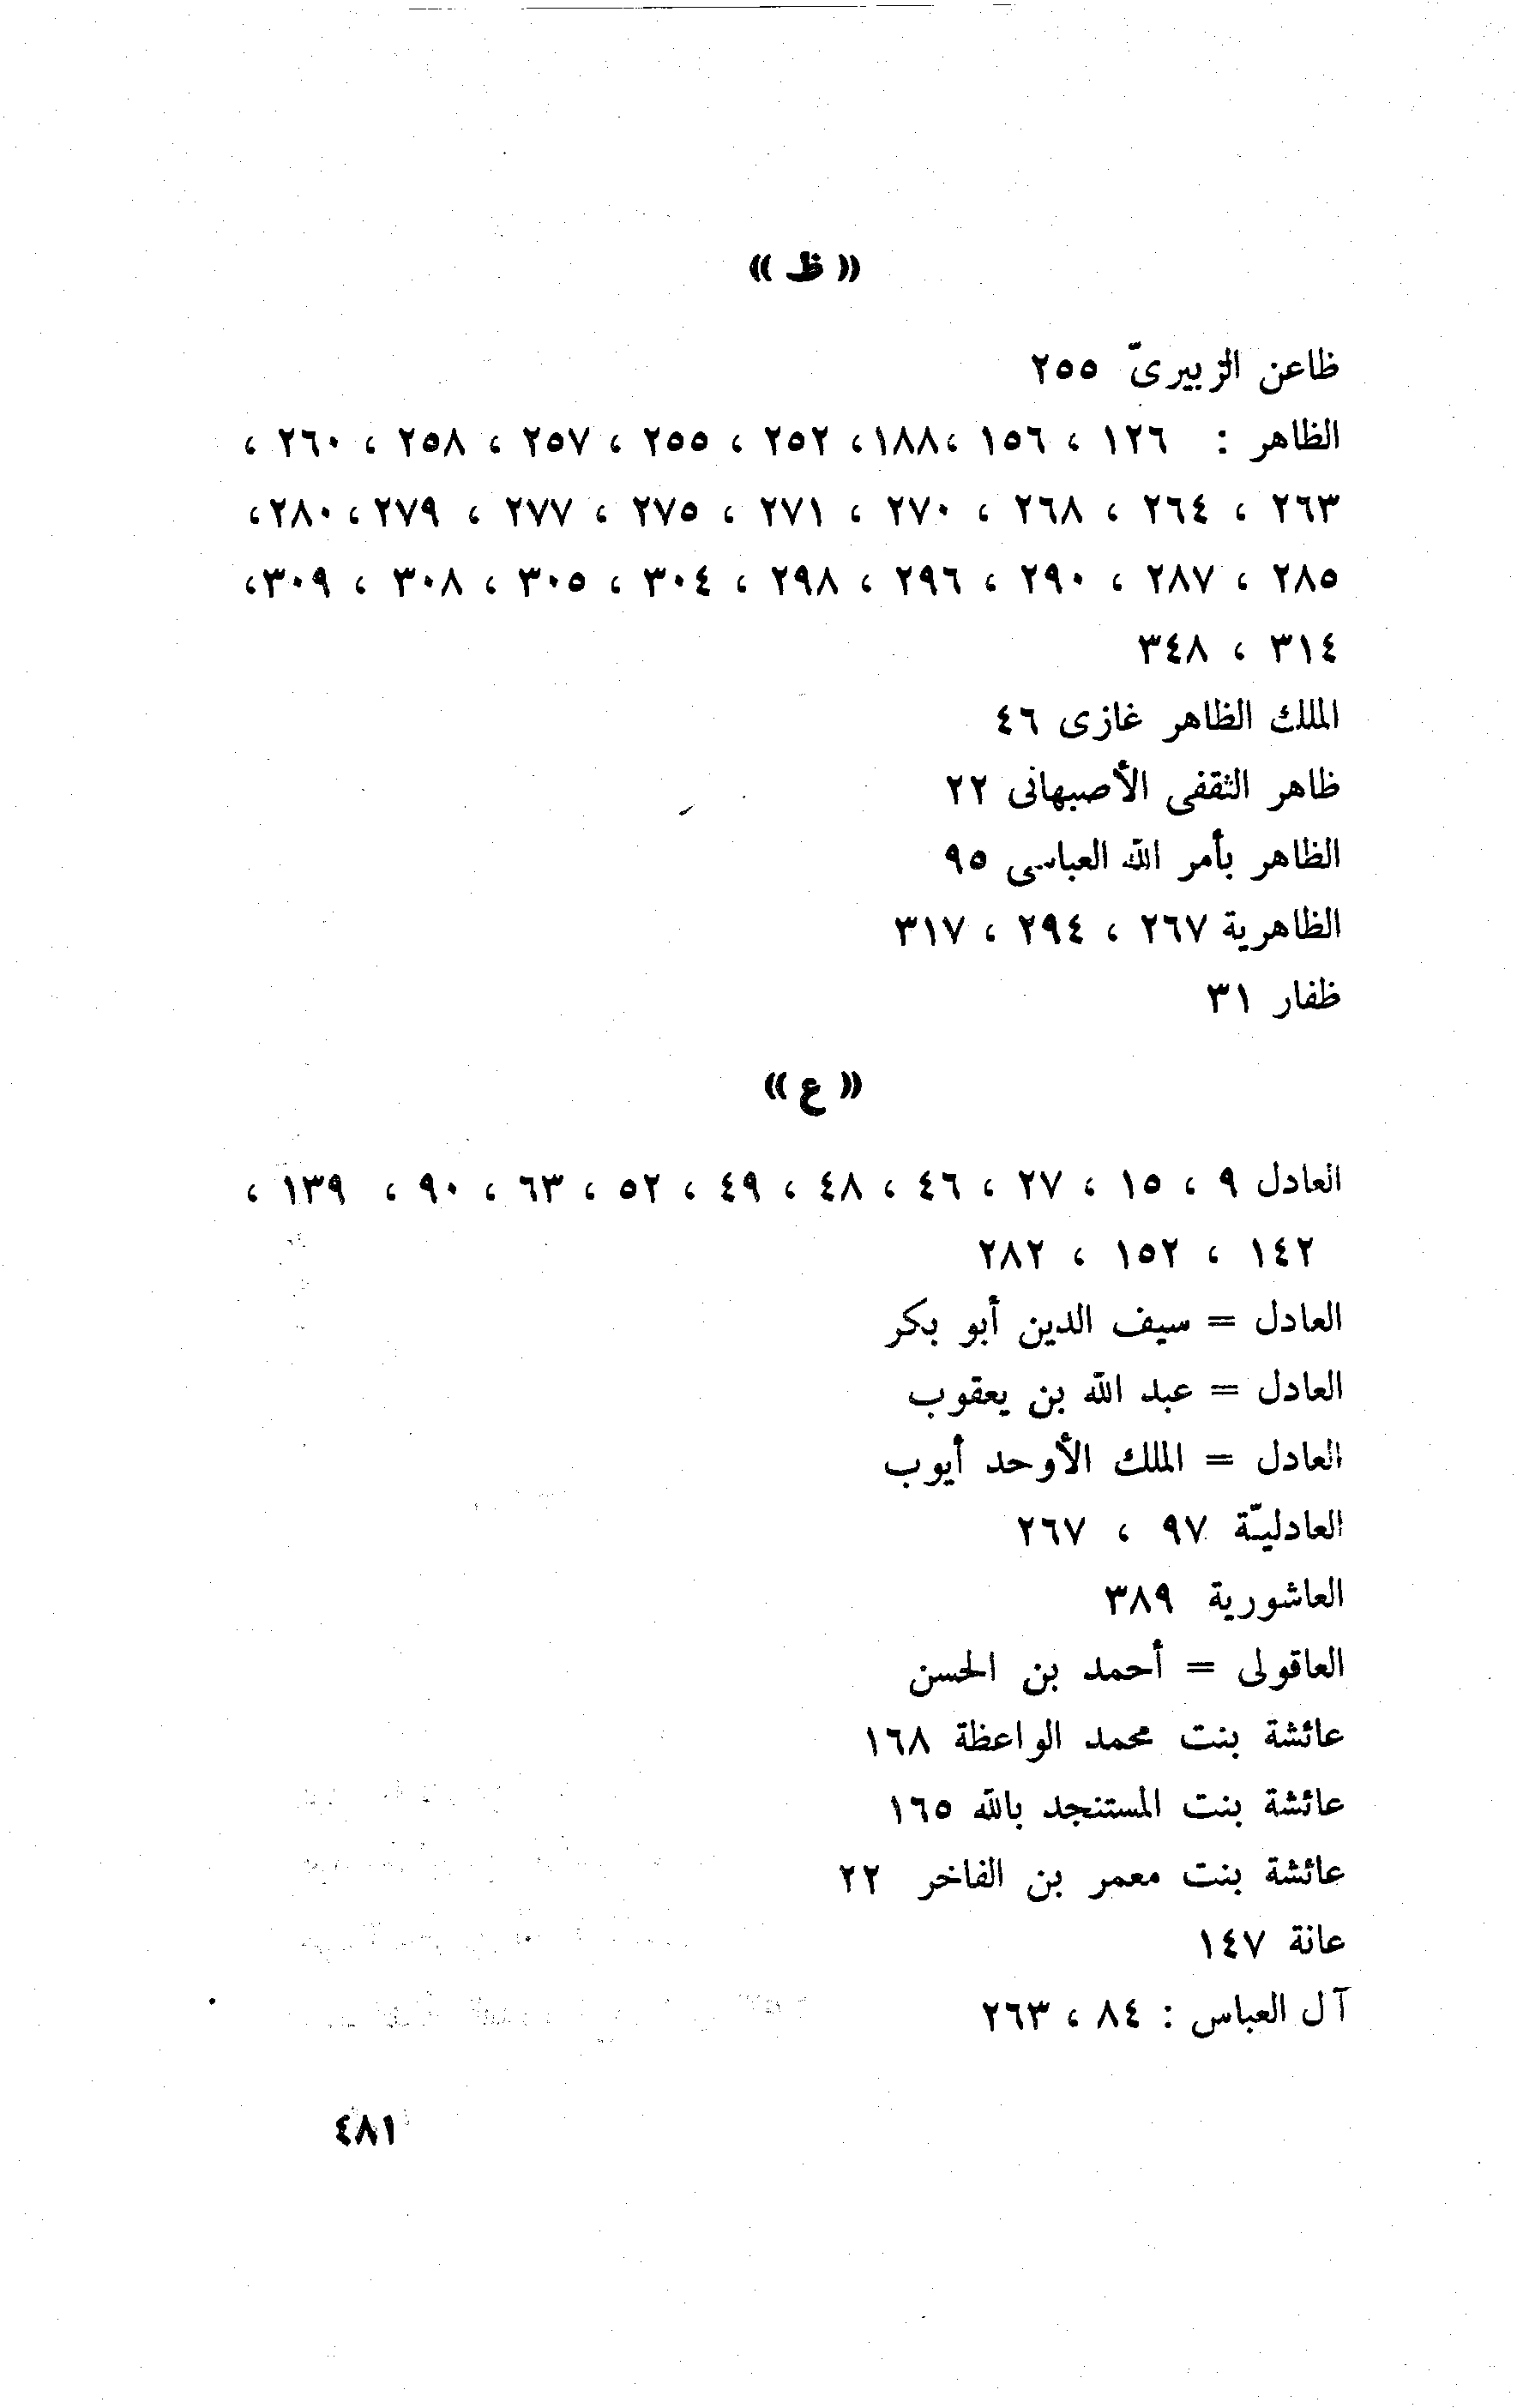 « ظ »
ظاعن الزبيرىّ ٢٥٥
الظاهر : ١٢٦ ، ١٥٦ ،١٨٨، ٢٥٢ ، ٢٥٥ ، ٢٥٧ ، ٢٥٨ ، ٢٦٠ ،
٢٦٣ ، ٢٦٤ ، ٢٦٨ ، ٢٧٠ ، ٢٧١ ، ٢٧٥ ، ٢٧٧ ، ٢٧٩ ،٢٨٠،
٢٨٥ ، ٢٨٧ ، ٢٩٠ ، ٢٩٦ ، ٢٩٨ ، ٣٠٤ ، ٣٠٥ ، ٣٠٨ ، ٣٠٩،
٣١٤ ، ٣٤٨
الملك الظاهر غازى ٤٦
ظاهر الثقفى الأصبهانى ٢٢
الظاهر بأمر الله العباسى ٩٥
الظاهرية ٢٦٧ ، ٢٩٤ ، ٣١٧
ظفار ٣١
« ع »
العادل ٩ ، ١٥ ، ٢٧ ، ٤٦ ، ٤٨ ، ٤٩ ، ٥٢ ، ٦٣ ، ٩٠ ، ١٣٩ ،
١٤٢ ، ١٥٢ ، ٢٨٢
العادل = سيف الدين أبو بكر
العادل = عبد الله بن يعقوب
العادل = الملك الأوحد أيوب
العادليّة ٩٧ ، ٢٦٧
العاشورية ٣٨٩
العاقولى = أحمد بن الحسن
عائشة بنت محمد الواعظة ١٦٨
عائشة بنت المستنجد بالله ١٦٥
عائشة بنت معمر بن الفاخر ٢٢
عانة ١٤٧
آل العباس : ٨٤ ، ٢٦٣
٤٨١